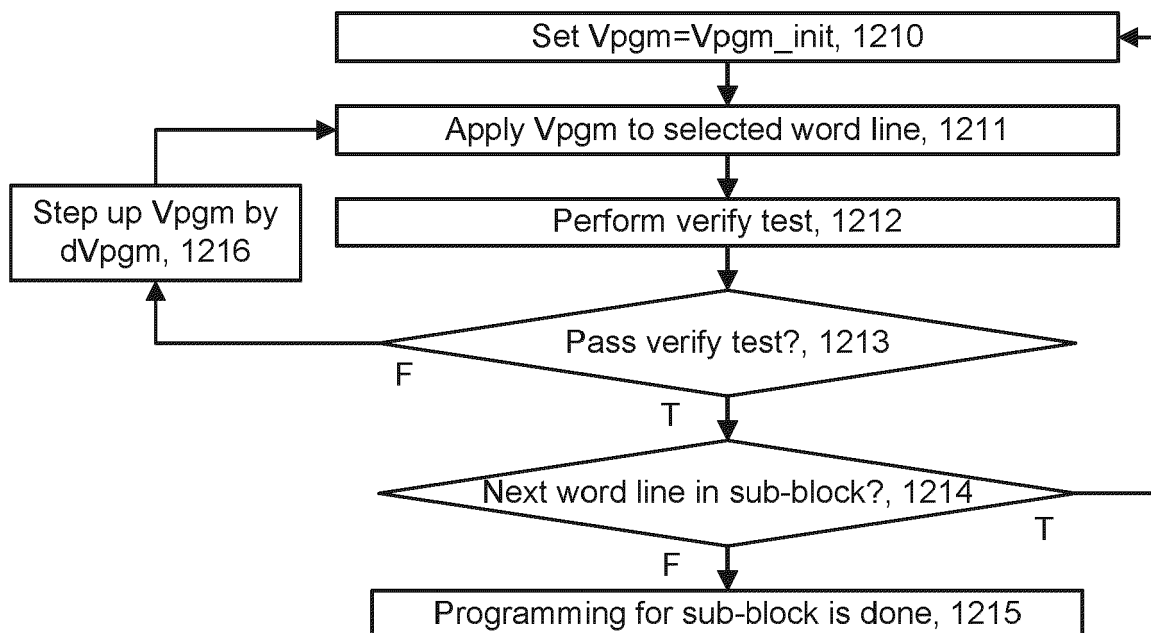 Set Vpgm=Vpgm_init, 1210
Apply Vpgm to selected word line, 1211
Step up Vpgm by
dVpgm, 1216
Perform verify test, 1212
Pass verify test?, 1213
F
T
Next word line in sub-block?, 1214
T
F
Programming for sub-block is done, 1215